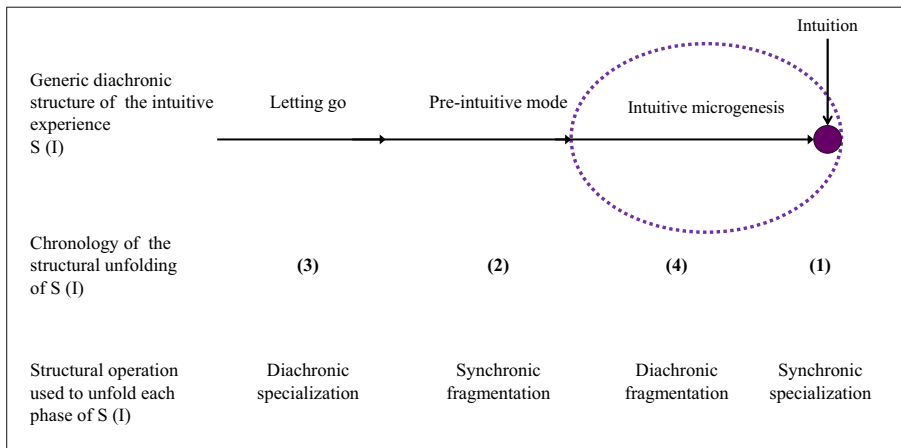 Intuition
Generic diachronic
structure of the intuitive
experience
S (I)
Letting go
Pre-intuitive mode
Intuitive microgenesis
Chronology of the
structural unfolding
of S (I)
(3)
(2)
(4)
(1)
Structural operation
used to unfold each
phase of S (I)
Diachronic
specialization
Synchronic
fragmentation
Diachronic
fragmentation
Synchronic
specialization